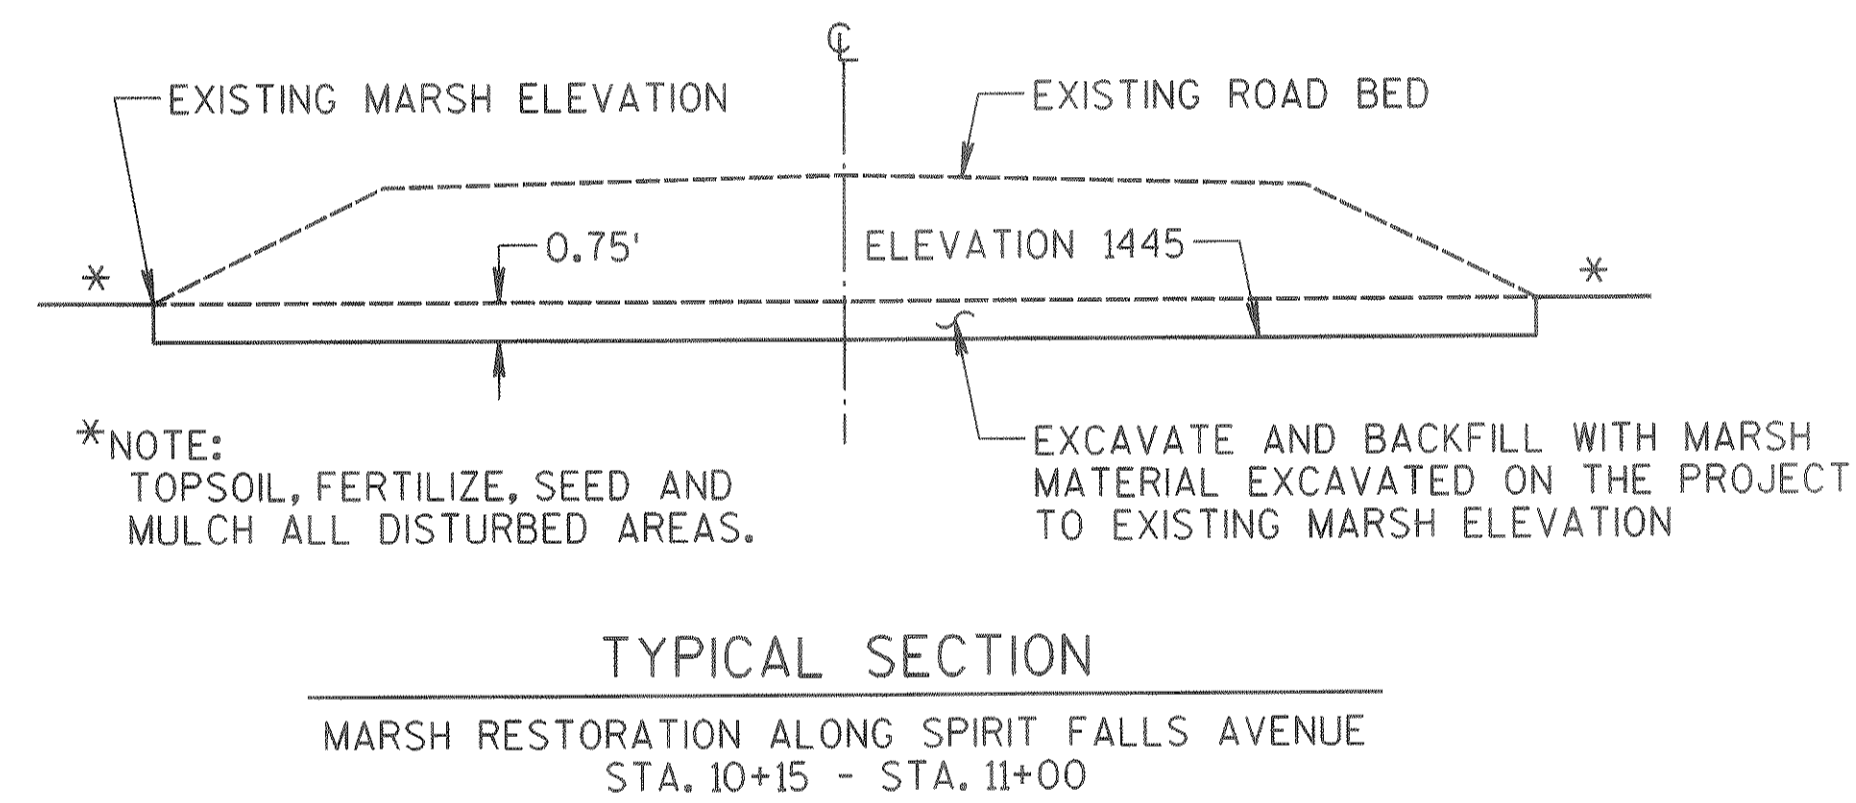 ℄
EXISTING MARSH ELEVATION
EXISTING ROAD BED
0.75'
ELEVATION 1445
*
*
*NOTE:
TOPSOIL, FERTILIZE, SEED AND
MULCH ALL DISTURBED AREAS.
EXCAVATE AND BACKFILL WITH MARSH
MATERIAL EXCAVATED ON THE PROJECT
TO EXISTING MARSH ELEVATION
TYPICAL SECTION
MARSH RESTORATION ALONG SPIRIT FALLS AVENUE
STA. 10+15 - STA. 11+00